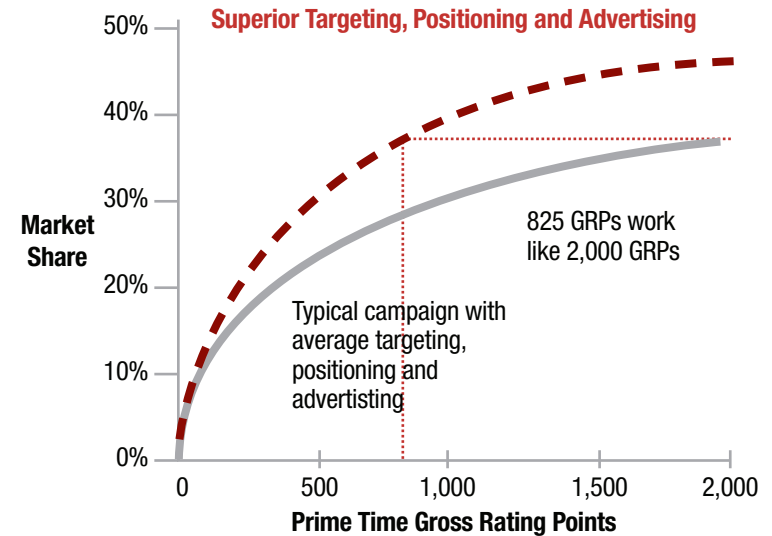 Superior Targeting, Positioning and Advertising
50%
40%
30%
20%
10%
0%
Market
Share
825 GRPs work
like 2,000 GRPs
Typical campaign with
average targeting,
positioning and
advertisting
0 500 1,000 1,500 2,000
Prime Time Gross Rating Points